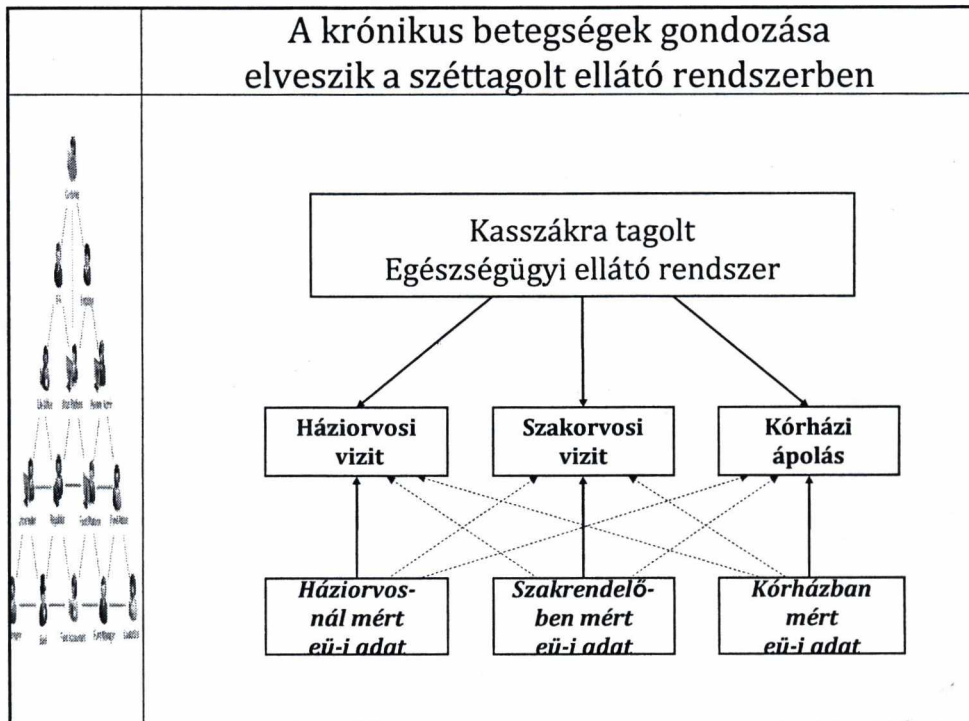 A krónikus betegségek gondozása
elveszik a széttagolt ellátó rendszerben
Kasszákra tagolt
Egészségügyi ellátó rendszer
Háziorvosi
vizit
Szakorvosi
vizit
Kórházi
ápolás
Háziorvos-
nál mért
eü-i adat
Szakrendelő-
ben mért
eü-i adat
Kórházban
mért
eü-i adat